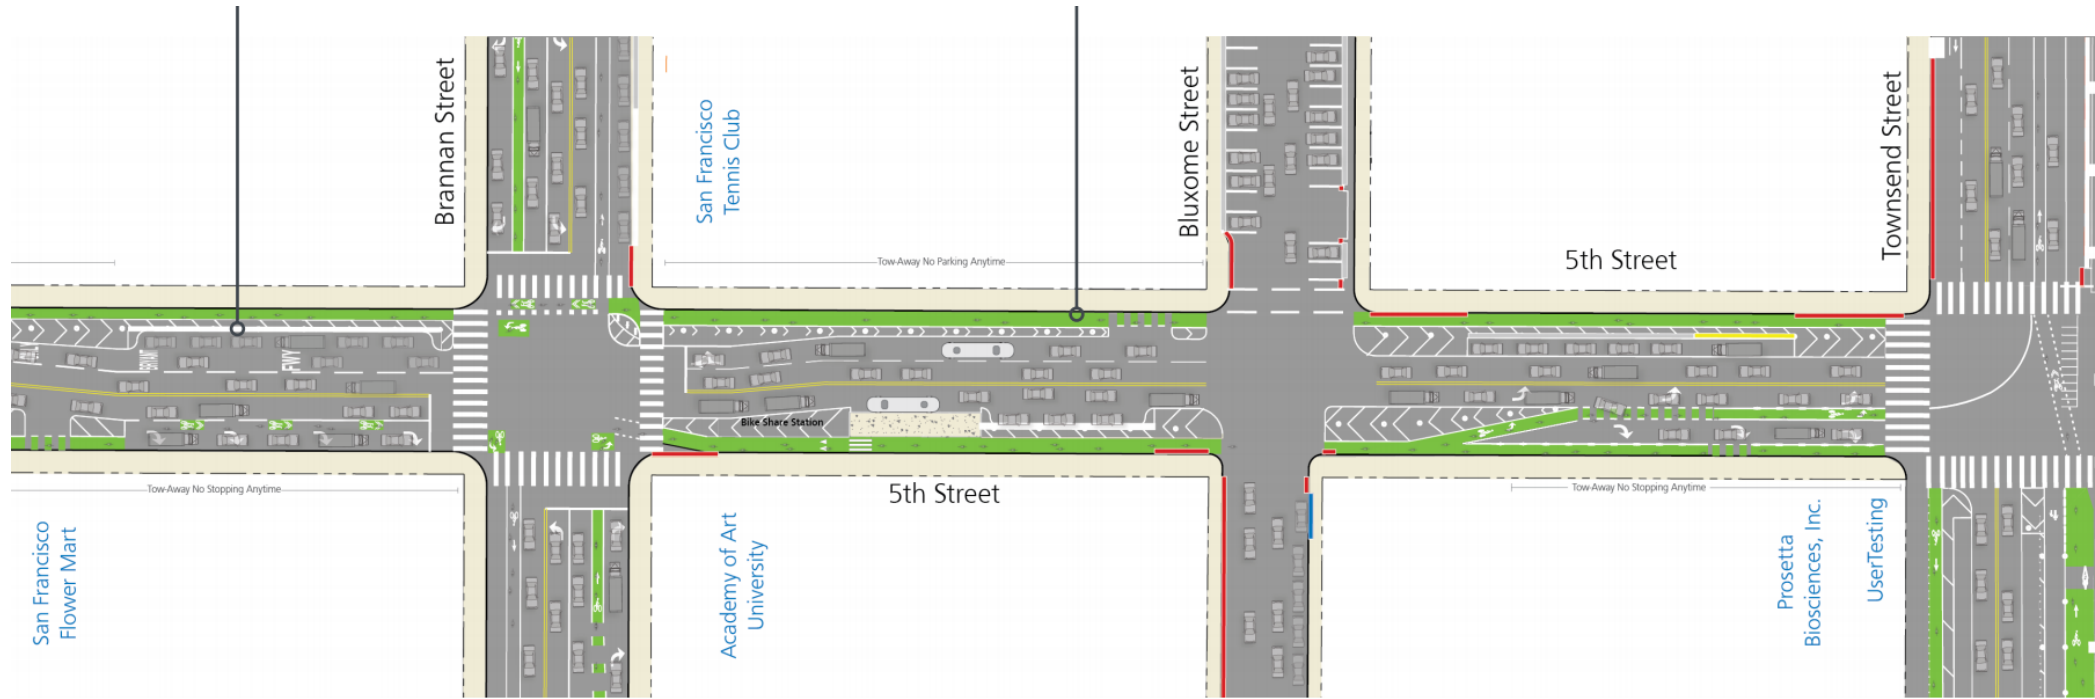 Brannan Street
San Francisco
Tennis Club
Bluxome Street
Townsend Street
5th Street
Tow-Away No Parking Anytime
BRYANT
FWY
Bike Share Station
Tow-Away No Stopping Anytime
5th Street
Tow-Away No Stopping Anytime
San Francisco
Flower Mart
Academy of Art
University
Prosetta
Biosciences, Inc.
UserTesting